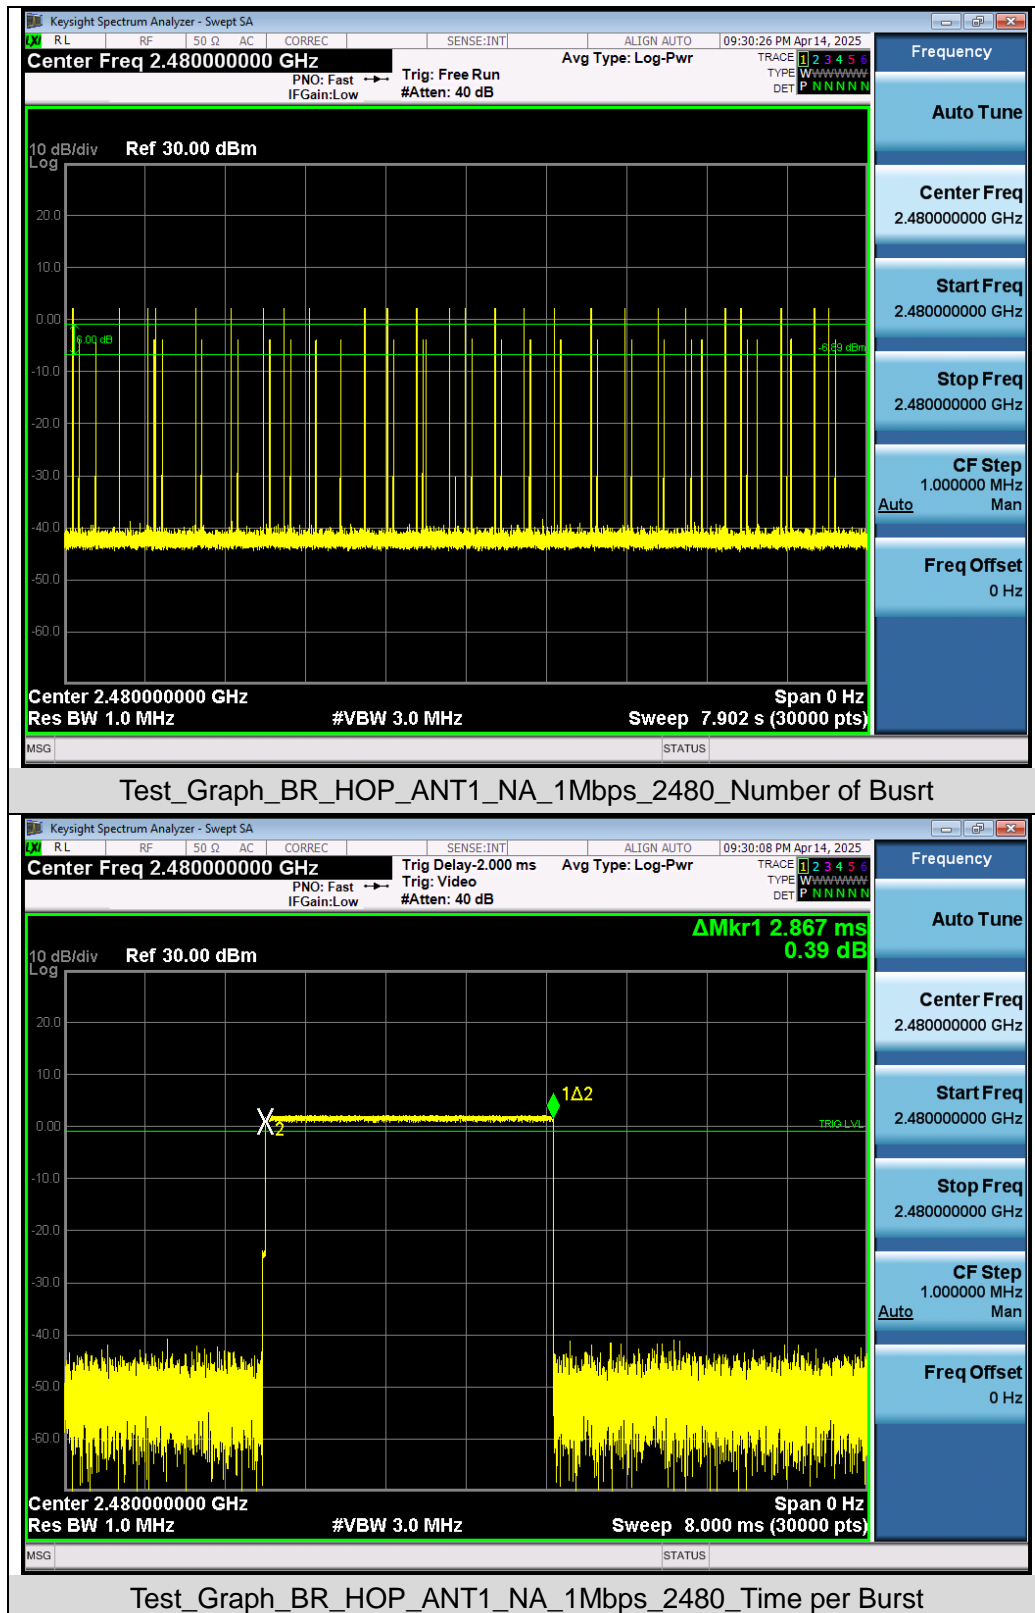 Keysight Spectrum Analyzer - Swept SA
LXI RL RF 50 Ω AC CORREC SENSE:INT ALIGN AUTO 09:30:26 PM Apr 14, 2025
Center Freq 2.480000000 GHz
PNO: Fast
IFGain:Low
Trig: Free Run
#Atten: 40 dB
Avg Type: Log-Pwr
TRACE 1 2 3 4 5 6
TYPE WWWWWW
DET P N N N N N
10 dB/div Ref 30.00 dBm
Log
20.0
10.0
0.00
6.00 dB
-6.89 dBm
-10.0
-20.0
-30.0
-40.0
-50.0
-60.0
Center 2.480000000 GHz Span 0 Hz
Res BW 1.0 MHz #VBW 3.0 MHz Sweep 7.902 s (30000 pts)
MSG STATUS
Frequency
Auto Tune
Center Freq
2.480000000 GHz
Start Freq
2.480000000 GHz
Stop Freq
2.480000000 GHz
CF Step
1.000000 MHz
Auto Man
Freq Offset
0 Hz
Test_Graph_BR_HOP_ANT1_NA_1Mbps_2480_Number of Busrt
Keysight Spectrum Analyzer - Swept SA
LXI RL RF 50 Ω AC CORREC SENSE:INT ALIGN AUTO 09:30:08 PM Apr 14, 2025
Center Freq 2.480000000 GHz
PNO: Fast
IFGain:Low
Trig Delay-2.000 ms
Trig: Video
#Atten: 40 dB
Avg Type: Log-Pwr
TRACE 1 2 3 4 5 6
TYPE WWWWWW
DET P N N N N N
ΔMkr1 2.867 ms
0.39 dB
10 dB/div Ref 30.00 dBm
Log
20.0
10.0
1Δ2
0.00
X2
TRIG LVL
-10.0
-20.0
-30.0
-40.0
-50.0
-60.0
Center 2.480000000 GHz Span 0 Hz
Res BW 1.0 MHz #VBW 3.0 MHz Sweep 8.000 ms (30000 pts)
MSG STATUS
Frequency
Auto Tune
Center Freq
2.480000000 GHz
Start Freq
2.480000000 GHz
Stop Freq
2.480000000 GHz
CF Step
1.000000 MHz
Auto Man
Freq Offset
0 Hz
Test_Graph_BR_HOP_ANT1_NA_1Mbps_2480_Time per Burst